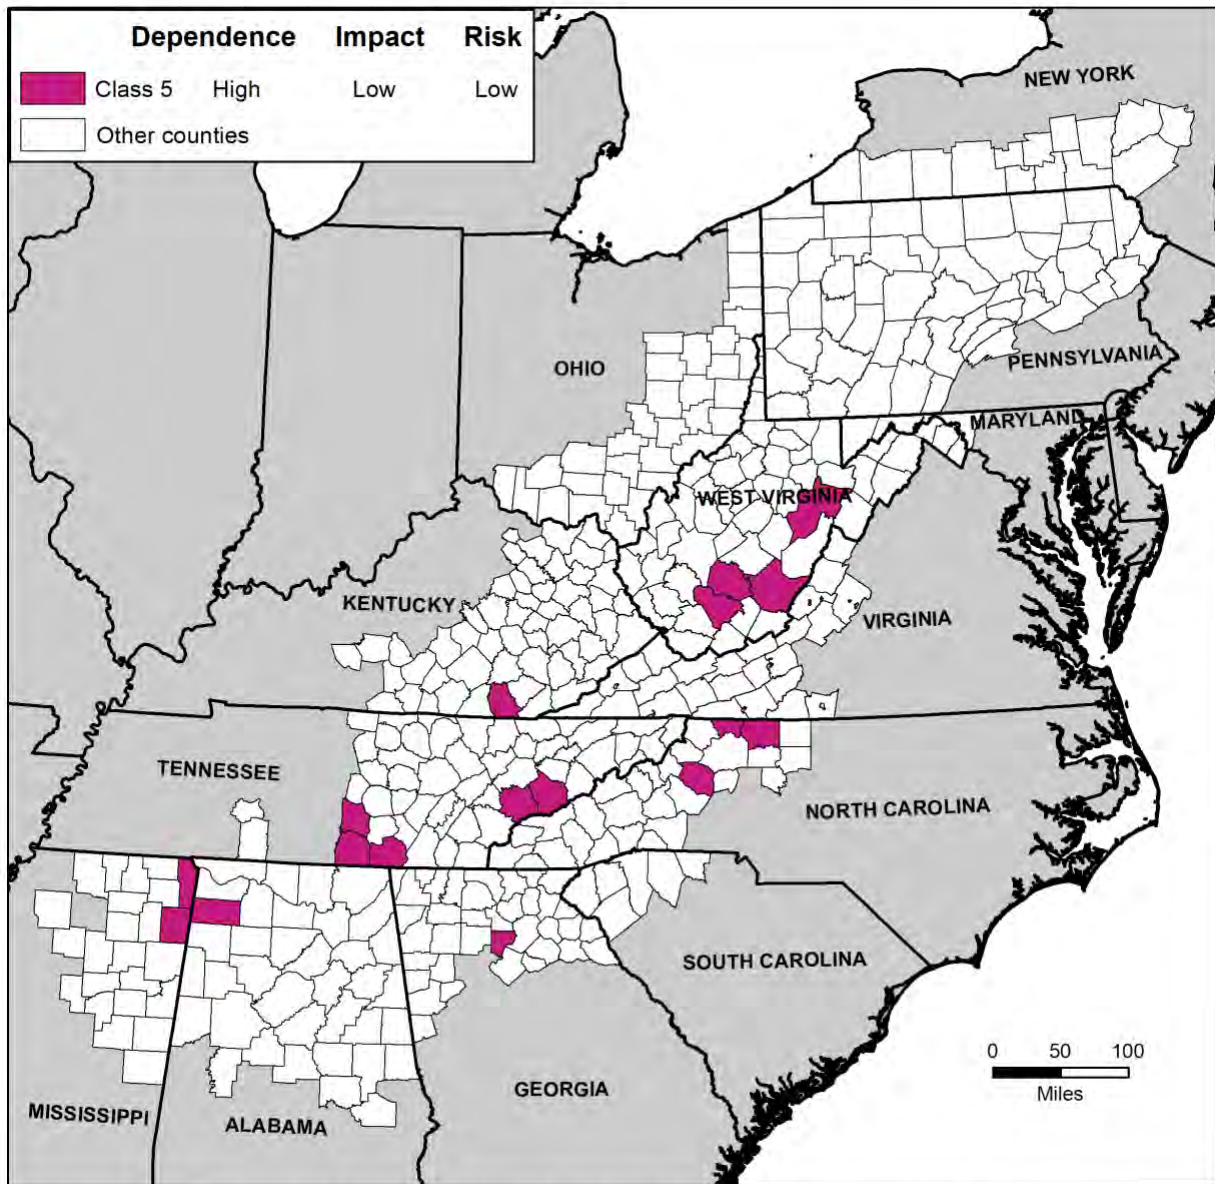 Dependence Impact Risk
Class 5 High Low Low
Other counties
NEW YORK
PENNSYLVANIA
OHIO
MARYLAND
WEST VIRGINIA
KENTUCKY
VIRGINIA
TENNESSEE
NORTH CAROLINA
SOUTH CAROLINA
GEORGIA
MISSISSIPPI
ALABAMA
0 50 100
Miles